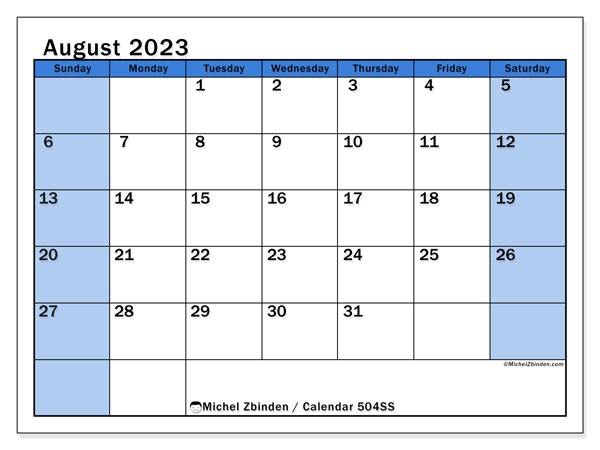 August 2023
Sunday Monday Tuesday Wednesday Thursday Friday Saturday
1 2 3 4 5
6 7 8 9 10 11 12
13 14 15 16 17 18 19
20 21 22 23 24 25 26
27 28 29 30 31
©MichelZbinden.com
Michel Zbinden / Calendar 504SS